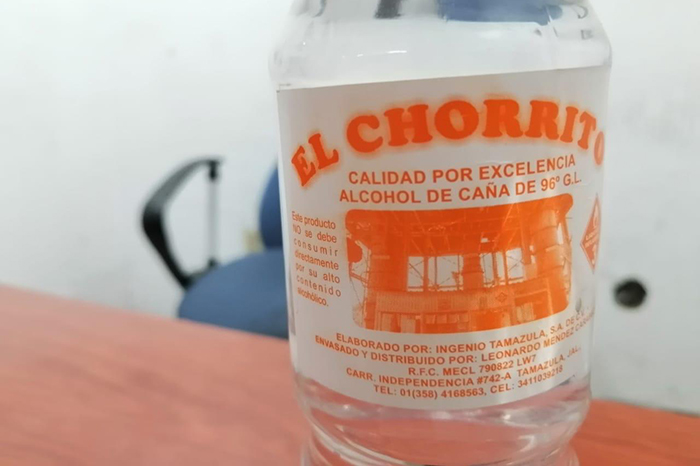 EL CHORRITO
CALIDAD POR EXCELENCIA
ALCOHOL DE CAÑA DE 96º G.L.
Este producto
NO se debe
consumir
directamente
por su alto
contenido
alcohólico.
ELABORADO POR: INGENIO TAMAZULA, S.A. DE C.V.
ENVASADO Y DISTRIBUIDO POR: LEONARDO MENDEZ
R.F.C. MECL 790822 LW7
CARR. INDEPENDENCIA #742-A TAMAZULA, JAL.
TEL: 01(358) 4168563, CEL: 3411039218